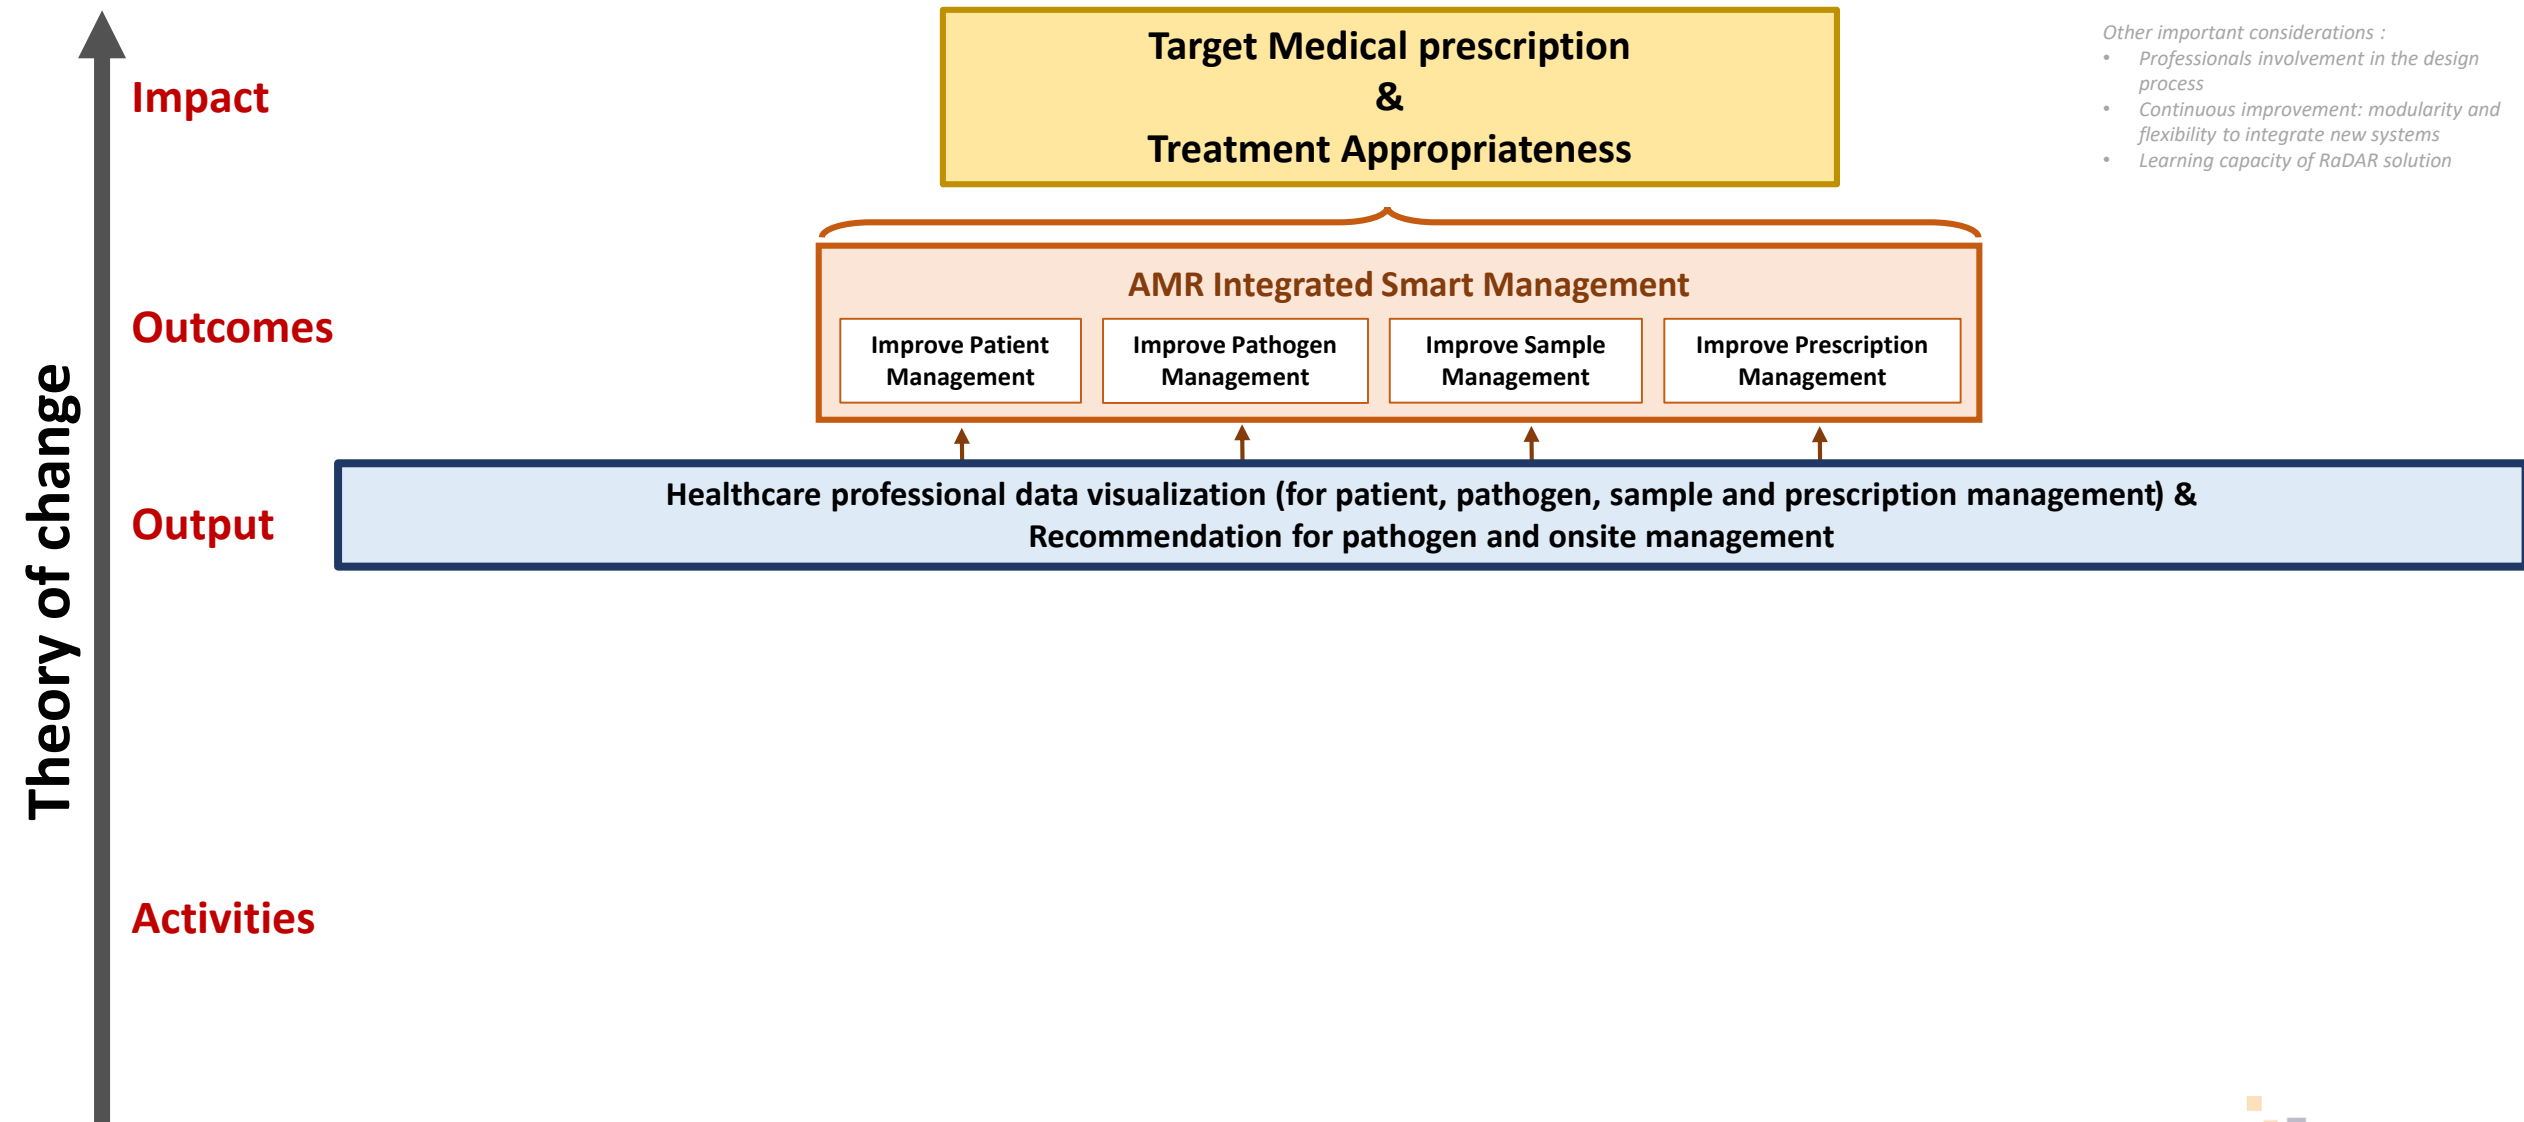 Theory of change
Impact
Target Medical prescription
&
Treatment Appropriateness
Other important considerations :
• Professionals involvement in the design
process
• Continuous improvement: modularity and
flexibility to integrate new systems
• Learning capacity of RaDAR solution
Outcomes
AMR Integrated Smart Management
Improve Patient
Management
Improve Pathogen
Management
Improve Sample
Management
Improve Prescription
Management
Output
Healthcare professional data visualization (for patient, pathogen, sample and prescription management) &
Recommendation for pathogen and onsite management
Activities